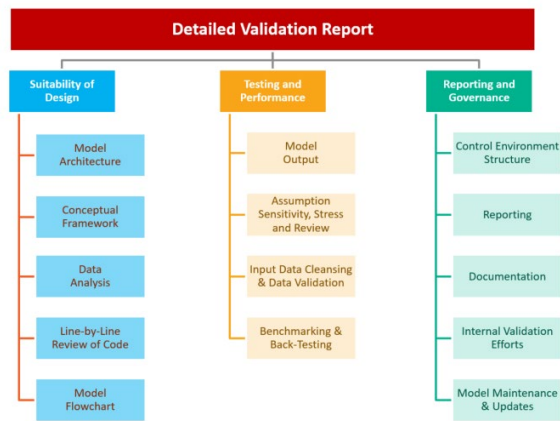 Detailed Validation Report
Suitability of
Design
Model
Architecture
Conceptual
Framework
Data
Analysis
Line-by-Line
Review of Code
Model
Flowchart
Testing and
Performance
Model
Output
Assumption
Sensitivity, Stress
and Review
Input Data Cleansing
& Data Validation
Benchmarking &
Back-Testing
Reporting and
Governance
Control Environment
Structure
Reporting
Documentation
Internal Validation
Efforts
Model Maintenance
& Updates